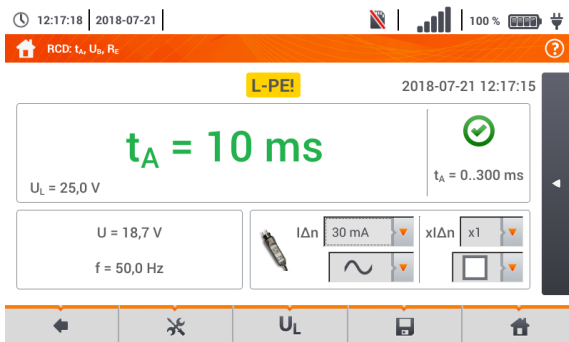 12:17:18 2018-07-21 100 %
RCD: tA, UB, RE ?
L-PE! 2018-07-21 12:17:15
tA = 10 ms
tA = 0..300 ms
UL = 25,0 V
U = 18,7 V
f = 50,0 Hz
IΔn 30 mA xIΔn x1
UL